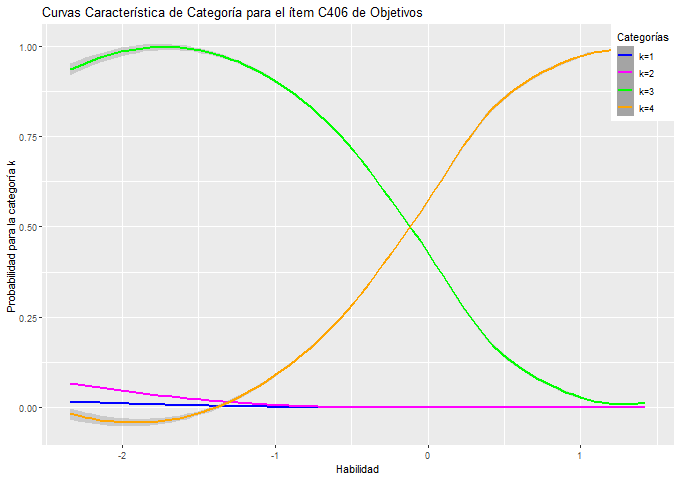 Curvas Característica de Categoría para el ítem C406 de Objetivos
Probabilidad para la categoría k
1.00
0.75
0.50
0.25
0.00
-2
-1
0
1
Habilidad
Categorías
k=1
k=2
k=3
k=4